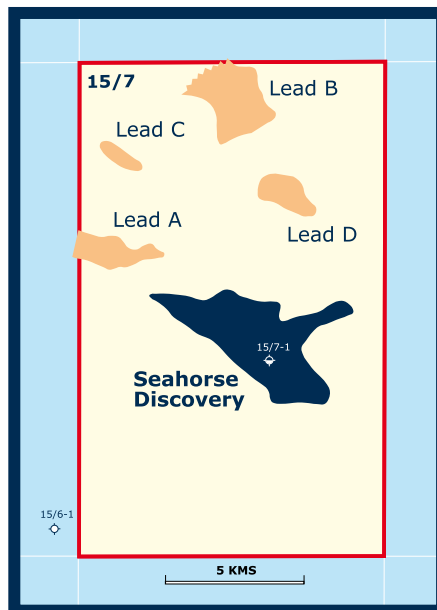 15/7
Lead B
Lead C
Lead A
Lead D
15/7-1
Seahorse
Discovery
15/6-1
5 KMS